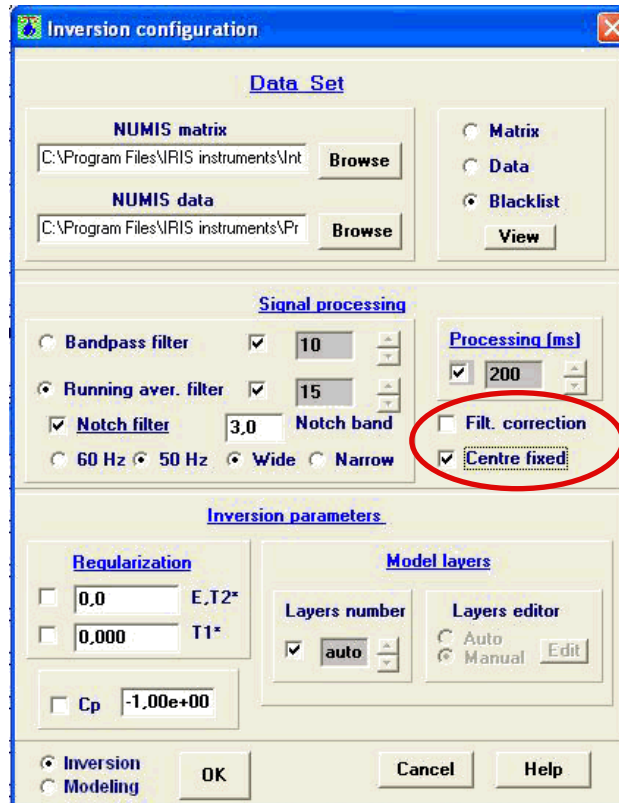 Inversion configuration
Data Set
NUMIS matrix
C:\Program Files\IRIS instruments\Int
Browse
NUMIS data
C:\Program Files\IRIS instruments\Pr
Browse
Matrix
Data
Blacklist
View
Signal processing
Bandpass filter 10
Running aver. filter 15
Notch filter 3,0 Notch band
60 Hz 50 Hz Wide Narrow
Processing (ms)
200
Filt. correction
Centre fixed
Inversion parameters
Regularization
0,0 E,T2*
0,000 T1*
Cp -1,00e+00
Model layers
Layers number
auto
Layers editor
Auto
Manual
Edit
Inversion
Modeling
OK
Cancel
Help